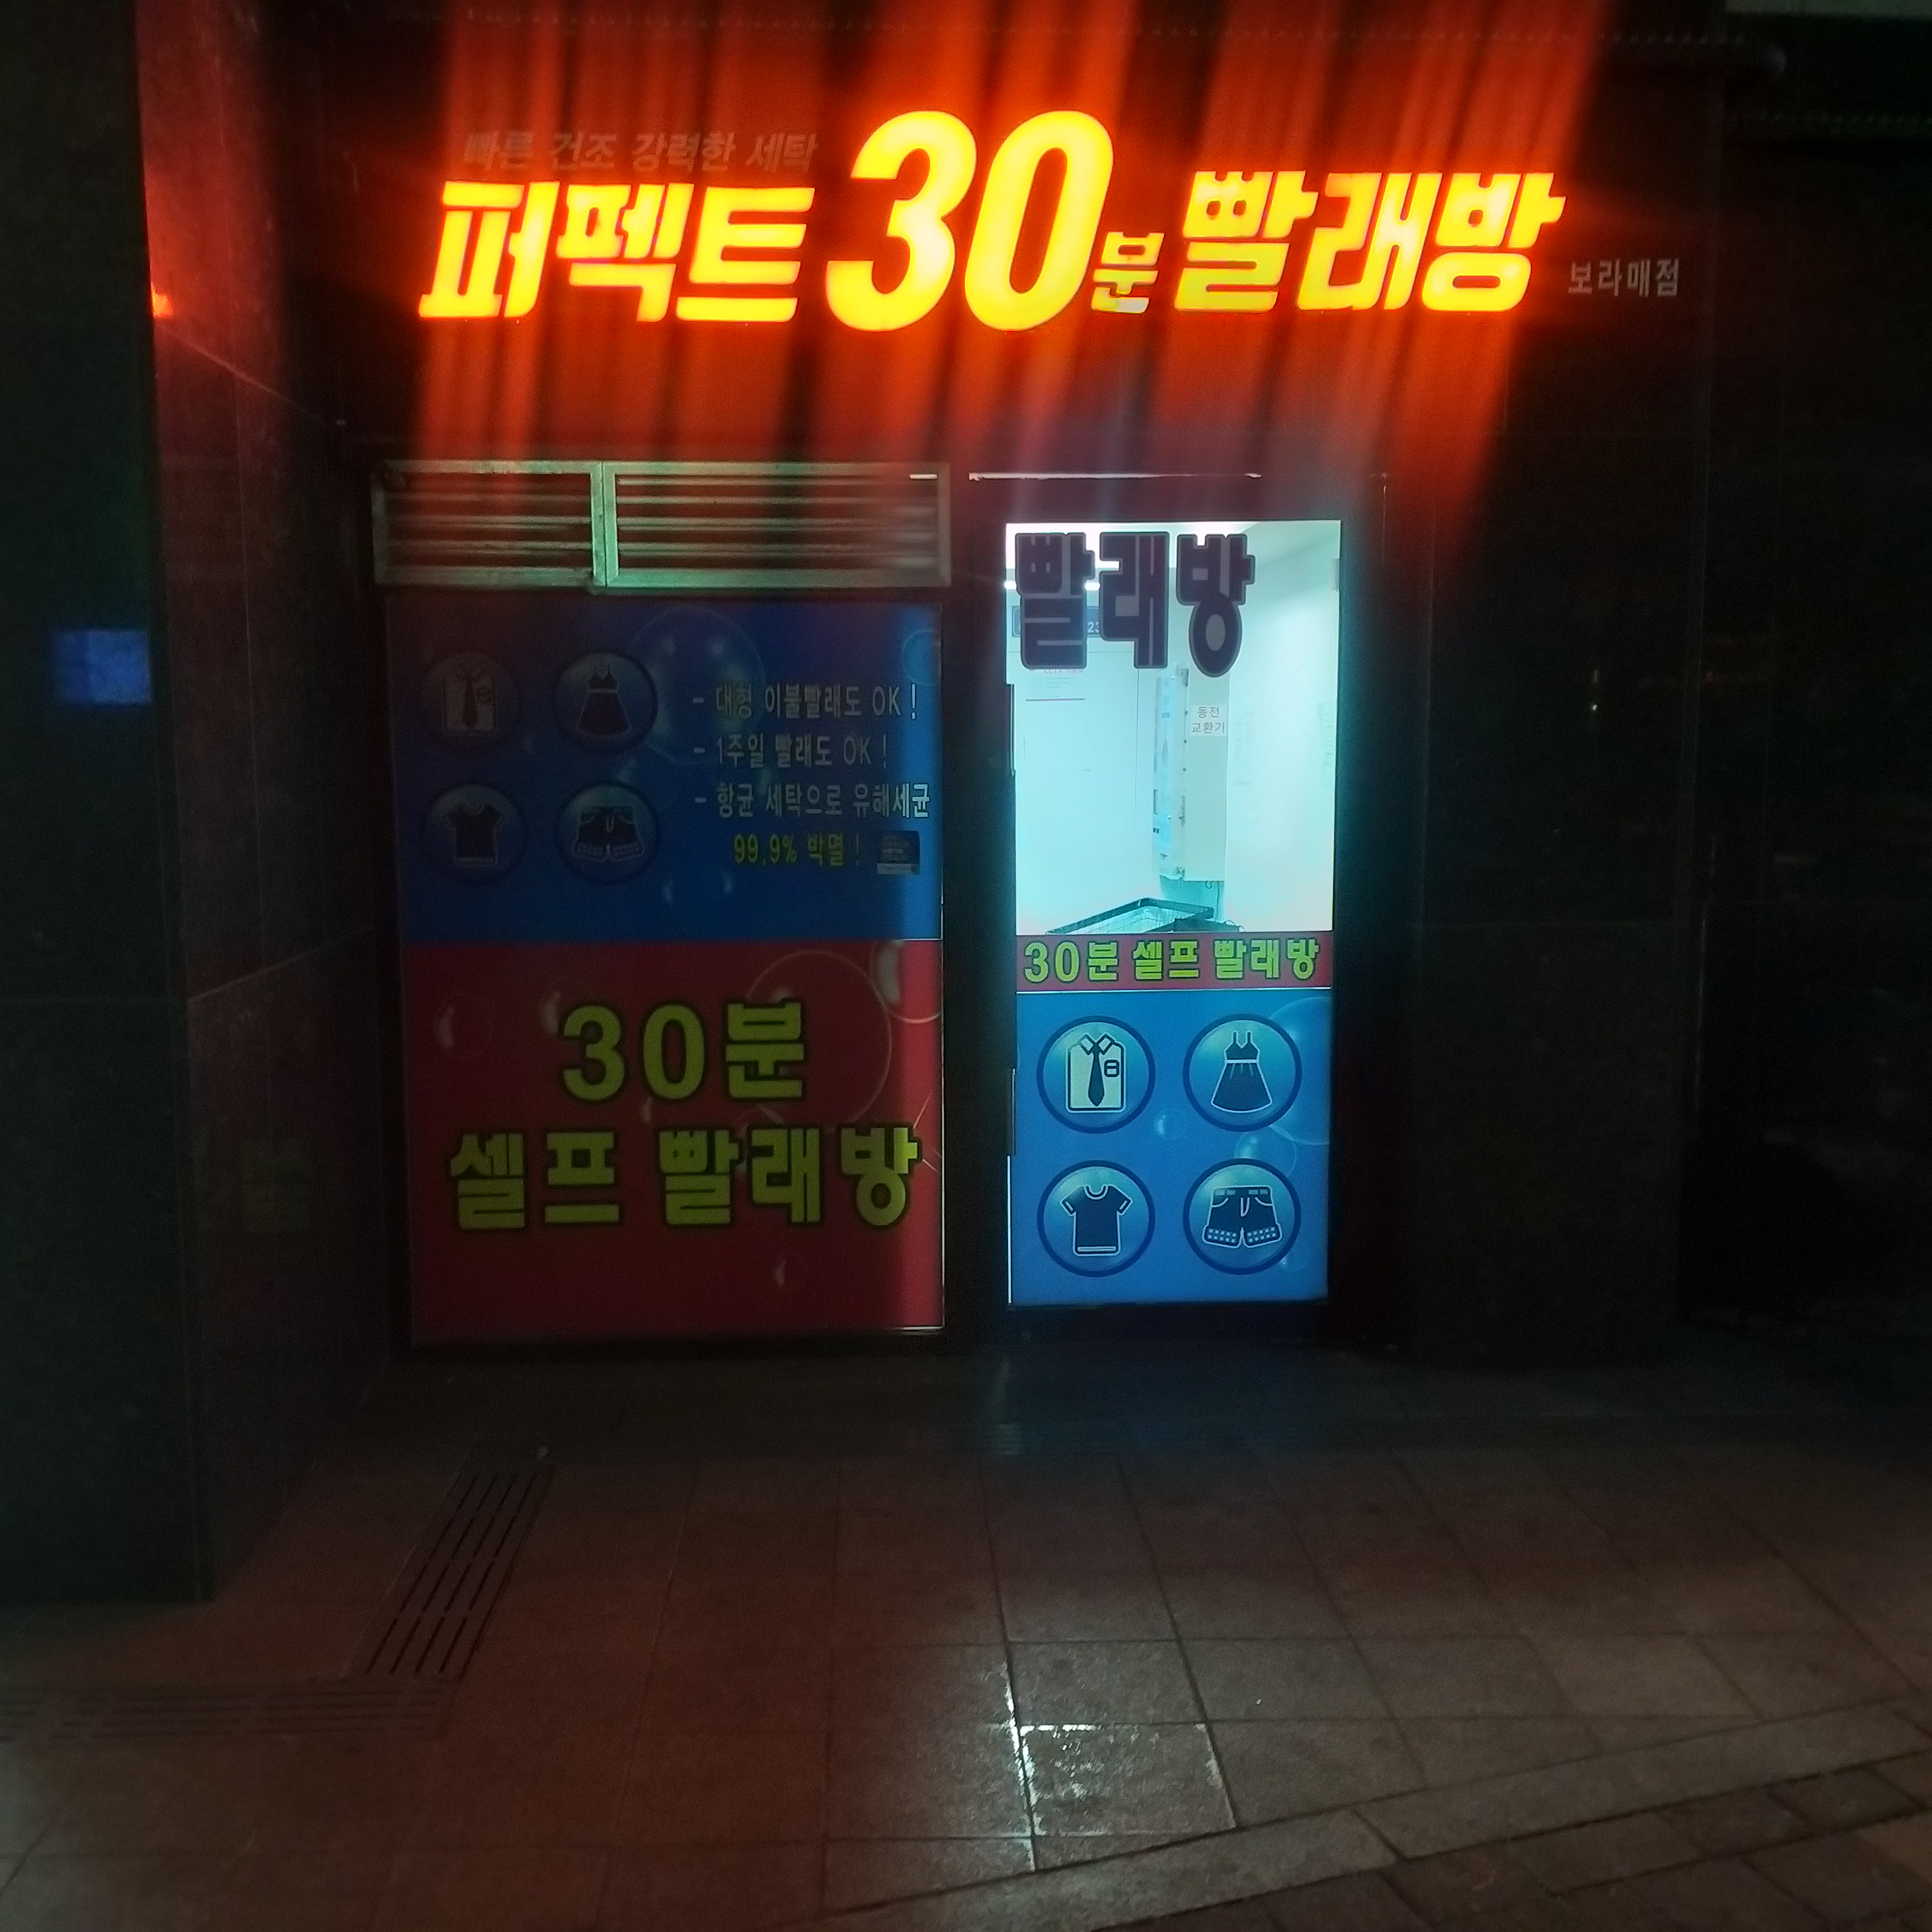 빠른 건조 강력한 세탁
퍼펙트 30분 빨래방
보라매점
- 대형 이불빨래도 OK !
- 1주일 빨래도 OK !
- 항균 세탁으로 유해세균
99.9% 박멸 !
30분
셀프 빨래방
빨래방
동전
교환기
30분 셀프 빨래방